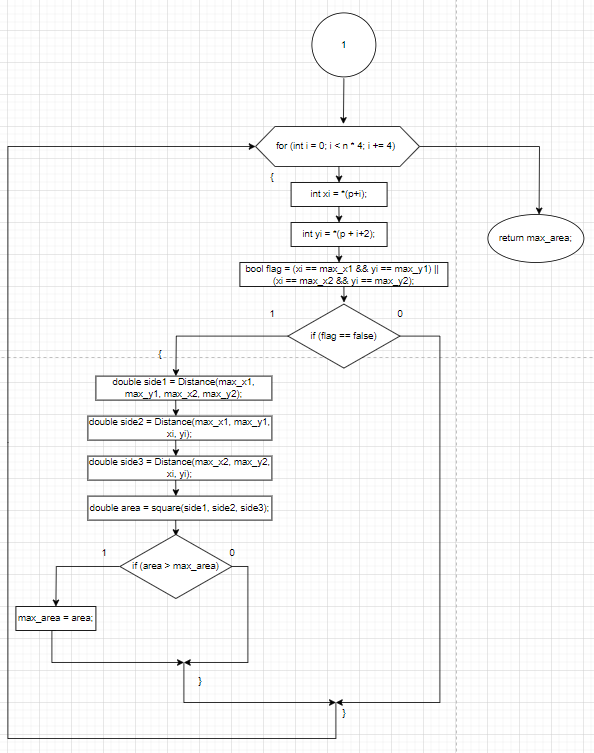 1
for (int i = 0; i < n * 4; i += 4)
{
int xi = *(p+i);
int yi = *(p + i+2);
return max_area;
bool flag = (xi == max_x1 && yi == max_y1) ||
(xi == max_x2 && yi == max_y2);
1
0
if (flag == false)
{
double side1 = Distance(max_x1,
max_y1, max_x2, max_y2);
double side2 = Distance(max_x1, max_y1,
xi, yi);
double side3 = Distance(max_x2, max_y2,
xi, yi);
double area = square(side1, side2, side3);
1
0
if (area > max_area)
max_area = area;
}
}